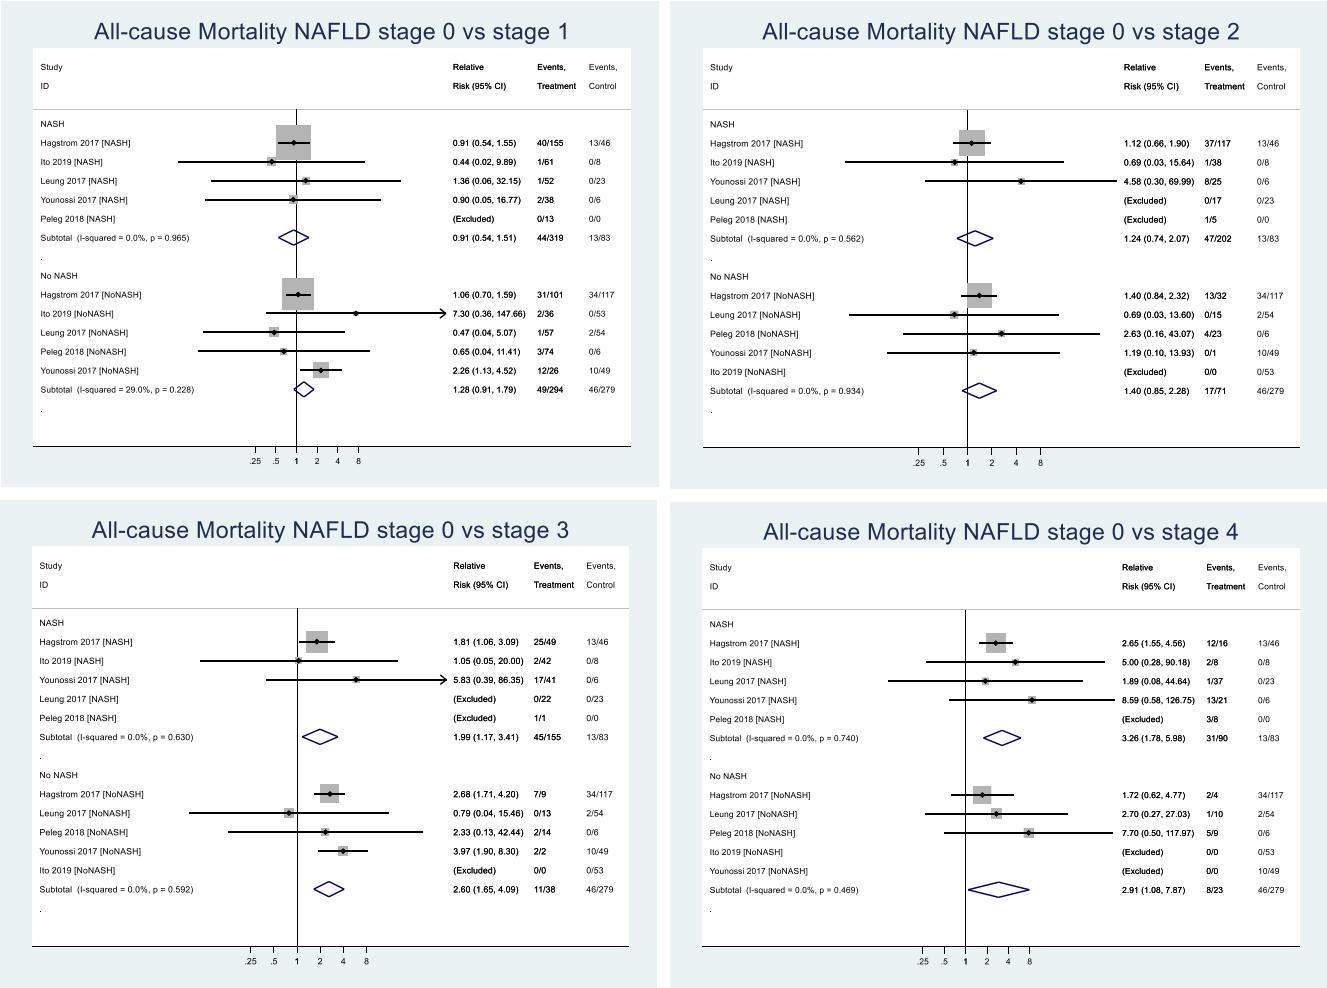 All-cause Mortality NAFLD stage 0 vs stage 1
Study Relative Events, Events,
ID Risk (95% CI) Treatment Control
NASH
Hagstrom 2017 [NASH] 0.91 (0.54, 1.55) 40/155 13/46
Ito 2019 [NASH] 0.44 (0.02, 9.89) 1/61 0/8
Leung 2017 [NASH] 1.36 (0.06, 32.15) 1/52 0/23
Younossi 2017 [NASH] 0.90 (0.05, 16.77) 2/38 0/6
Peleg 2018 [NASH] (Excluded) 0/13 0/0
Subtotal (I-squared = 0.0%, p = 0.965) 0.91 (0.54, 1.51) 44/319 13/83
.
No NASH
Hagstrom 2017 [NoNASH] 1.06 (0.70, 1.59) 31/101 34/117
Ito 2019 [NoNASH] 7.30 (0.36, 147.66) 2/36 0/53
Leung 2017 [NoNASH] 0.47 (0.04, 5.07) 1/57 2/54
Peleg 2018 [NoNASH] 0.65 (0.04, 11.41) 3/74 0/6
Younossi 2017 [NoNASH] 2.26 (1.13, 4.52) 12/26 10/49
Subtotal (I-squared = 29.0%, p = 0.228) 1.28 (0.91, 1.79) 49/294 46/279
.
.25 .5 1 2 4 8
All-cause Mortality NAFLD stage 0 vs stage 2
Study Relative Events, Events,
ID Risk (95% CI) Treatment Control
NASH
Hagstrom 2017 [NASH] 1.12 (0.66, 1.90) 37/117 13/46
Ito 2019 [NASH] 0.69 (0.03, 15.64) 1/38 0/8
Younossi 2017 [NASH] 4.58 (0.30, 69.99) 8/25 0/6
Leung 2017 [NASH] (Excluded) 0/17 0/23
Peleg 2018 [NASH] (Excluded) 1/5 0/0
Subtotal (I-squared = 0.0%, p = 0.562) 1.24 (0.74, 2.07) 47/202 13/83
.
No NASH
Hagstrom 2017 [NoNASH] 1.40 (0.84, 2.32) 13/32 34/117
Leung 2017 [NoNASH] 0.69 (0.03, 13.60) 0/15 2/54
Peleg 2018 [NoNASH] 2.63 (0.16, 43.07) 4/23 0/6
Younossi 2017 [NoNASH] 1.19 (0.10, 13.93) 0/1 10/49
Ito 2019 [NoNASH] (Excluded) 0/0 0/53
Subtotal (I-squared = 0.0%, p = 0.934) 1.40 (0.85, 2.28) 17/71 46/279
.
.25 .5 1 2 4 8
All-cause Mortality NAFLD stage 0 vs stage 3
Study Relative Events, Events,
ID Risk (95% CI) Treatment Control
NASH
Hagstrom 2017 [NASH] 1.81 (1.06, 3.09) 25/49 13/46
Ito 2019 [NASH] 1.05 (0.05, 20.00) 2/42 0/8
Younossi 2017 [NASH] 5.83 (0.39, 86.35) 17/41 0/6
Leung 2017 [NASH] (Excluded) 0/22 0/23
Peleg 2018 [NASH] (Excluded) 1/1 0/0
Subtotal (I-squared = 0.0%, p = 0.630) 1.99 (1.17, 3.41) 45/155 13/83
.
No NASH
Hagstrom 2017 [NoNASH] 2.68 (1.71, 4.20) 7/9 34/117
Leung 2017 [NoNASH] 0.79 (0.04, 15.46) 0/13 2/54
Peleg 2018 [NoNASH] 2.33 (0.13, 42.44) 2/14 0/6
Younossi 2017 [NoNASH] 3.97 (1.90, 8.30) 2/2 10/49
Ito 2019 [NoNASH] (Excluded) 0/0 0/53
Subtotal (I-squared = 0.0%, p = 0.592) 2.60 (1.65, 4.09) 11/38 46/279
.
.25 .5 1 2 4 8
All-cause Mortality NAFLD stage 0 vs stage 4
Study Relative Events, Events,
ID Risk (95% CI) Treatment Control
NASH
Hagstrom 2017 [NASH] 2.65 (1.55, 4.56) 12/16 13/46
Ito 2019 [NASH] 5.00 (0.28, 90.18) 2/8 0/8
Leung 2017 [NASH] 1.89 (0.08, 44.64) 1/37 0/23
Younossi 2017 [NASH] 8.59 (0.58, 126.75) 13/21 0/6
Peleg 2018 [NASH] (Excluded) 3/8 0/0
Subtotal (I-squared = 0.0%, p = 0.740) 3.26 (1.78, 5.98) 31/90 13/83
.
No NASH
Hagstrom 2017 [NoNASH] 1.72 (0.62, 4.77) 2/4 34/117
Leung 2017 [NoNASH] 2.70 (0.27, 27.03) 1/10 2/54
Peleg 2018 [NoNASH] 7.70 (0.50, 117.97) 5/9 0/6
Ito 2019 [NoNASH] (Excluded) 0/0 0/53
Younossi 2017 [NoNASH] (Excluded) 0/0 10/49
Subtotal (I-squared = 0.0%, p = 0.469) 2.91 (1.08, 7.87) 8/23 46/279
.
.25 .5 1 2 4 8